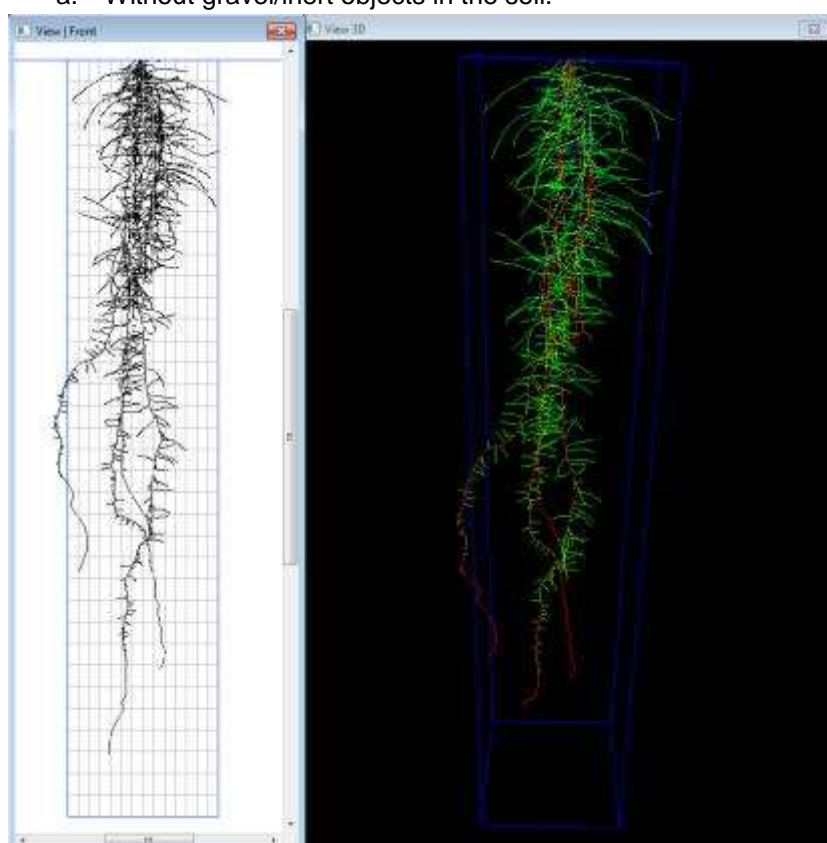 a. Without gravel/inert objects in the soil.
View | Front
View 3D